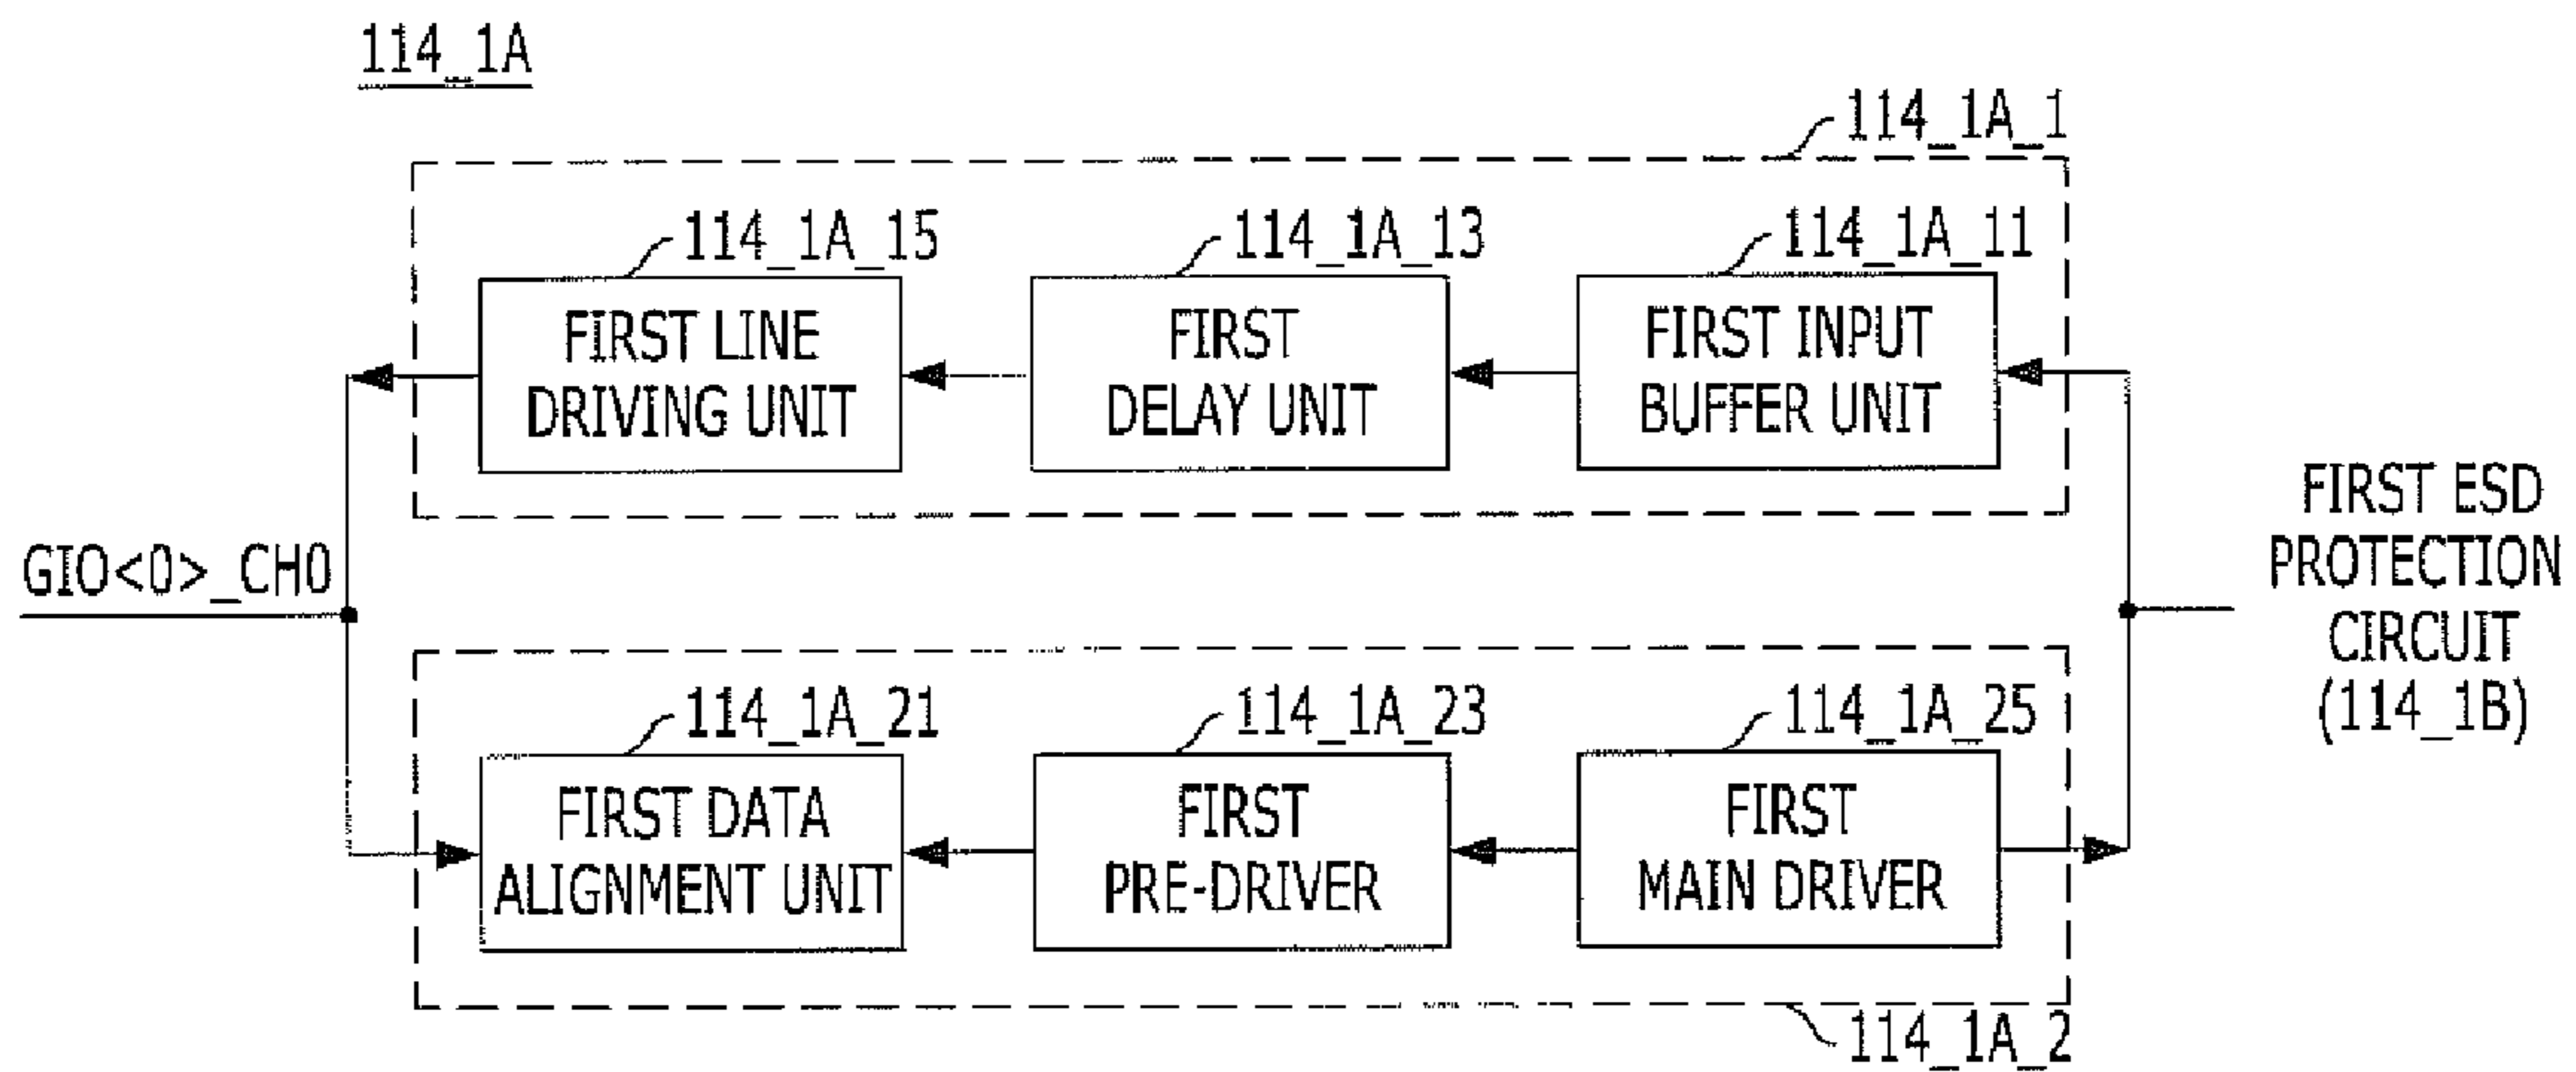 114_1A
114_1A_1
114_1A_15
114_1A_13
114_1A_11
FIRST LINE
DRIVING UNIT
FIRST
DELAY UNIT
FIRST INPUT
BUFFER UNIT
GIO<0>_CH0
FIRST ESD
PROTECTION
CIRCUIT
(114_1B)
114_1A_21
114_1A_23
114_1A_25
FIRST DATA
ALIGNMENT UNIT
FIRST
PRE-DRIVER
FIRST
MAIN DRIVER
114_1A_2